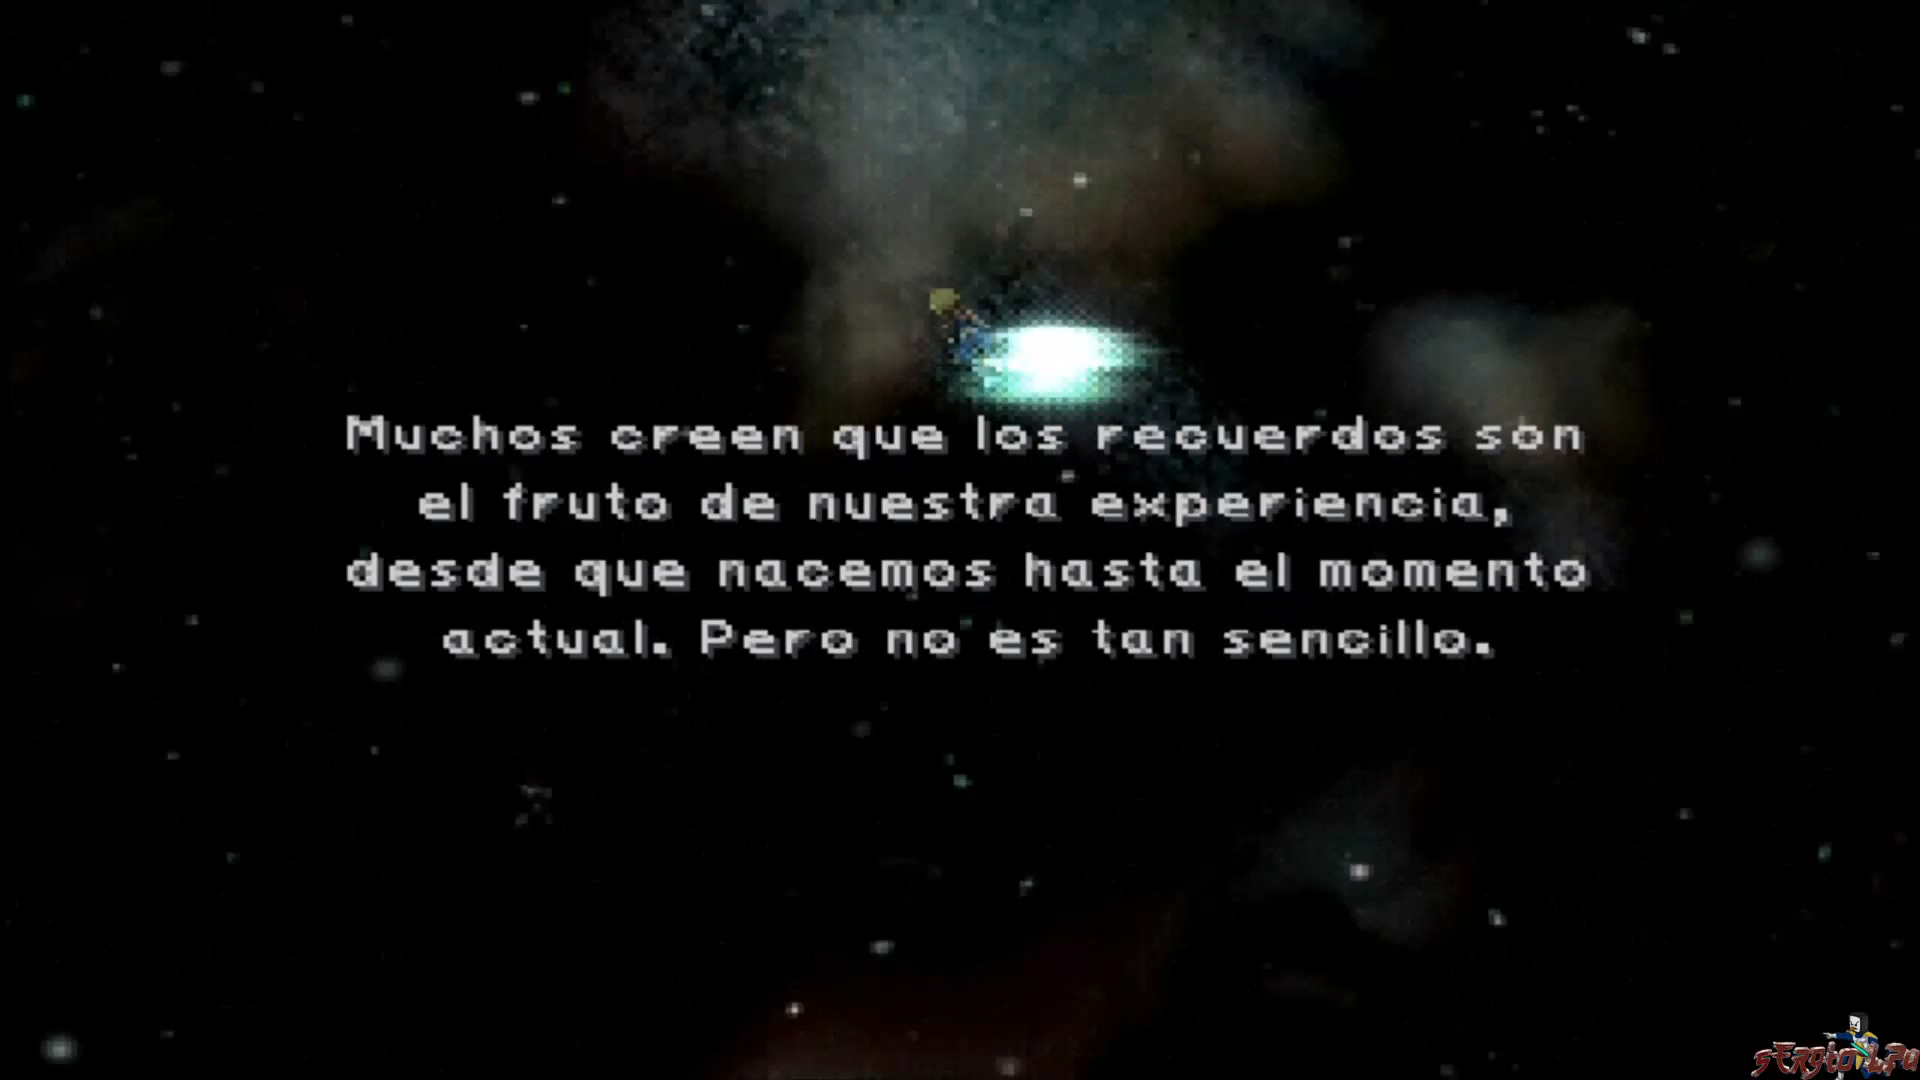 Muchos creen que los recuerdos son
el fruto de nuestra experiencia,
desde que nacemos hasta el momento
actual. Pero no es tan sencillo.